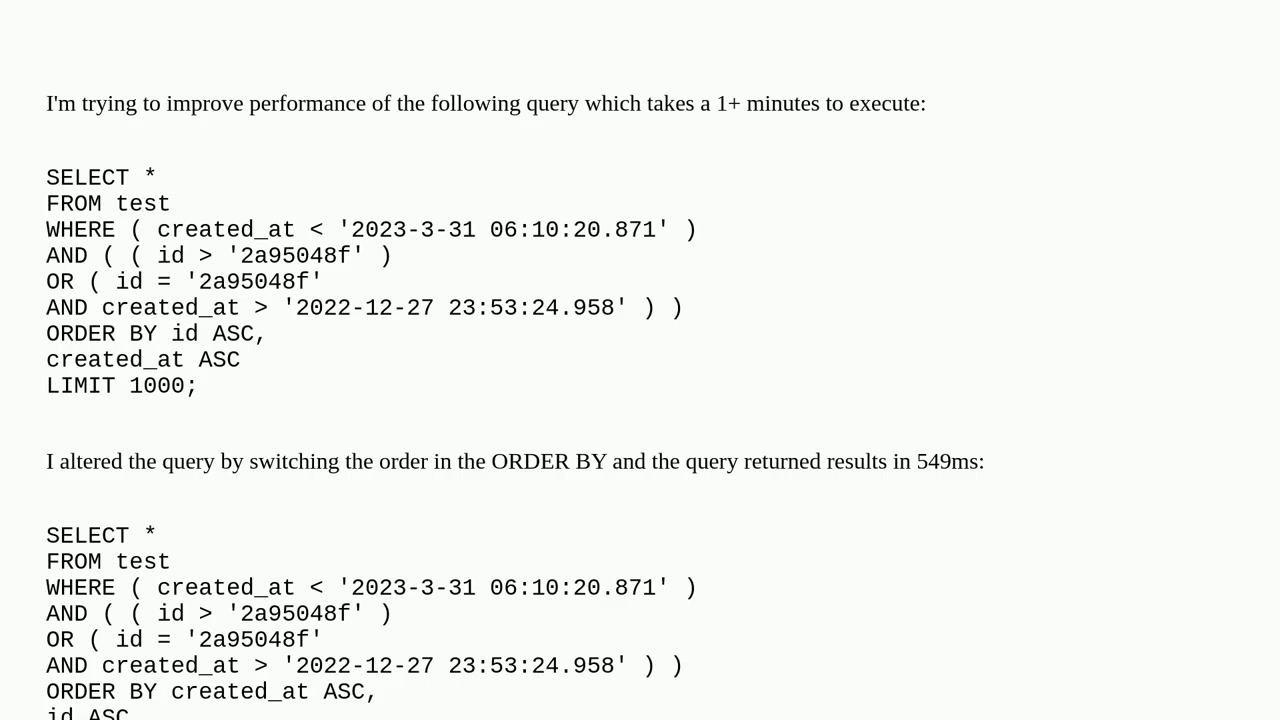 I'm trying to improve performance of the following query which takes a 1+ minutes to execute:
SELECT *
FROM test
WHERE ( created_at < '2023-3-31 06:10:20.871' )
AND ( ( id > '2a95048f' )
OR ( id = '2a95048f'
AND created_at > '2022-12-27 23:53:24.958' ) )
ORDER BY id ASC,
created_at ASC
LIMIT 1000;
I altered the query by switching the order in the ORDER BY and the query returned results in 549ms:
SELECT *
FROM test
WHERE ( created_at < '2023-3-31 06:10:20.871' )
AND ( ( id > '2a95048f' )
OR ( id = '2a95048f'
AND created_at > '2022-12-27 23:53:24.958' ) )
ORDER BY created_at ASC,
id ASC